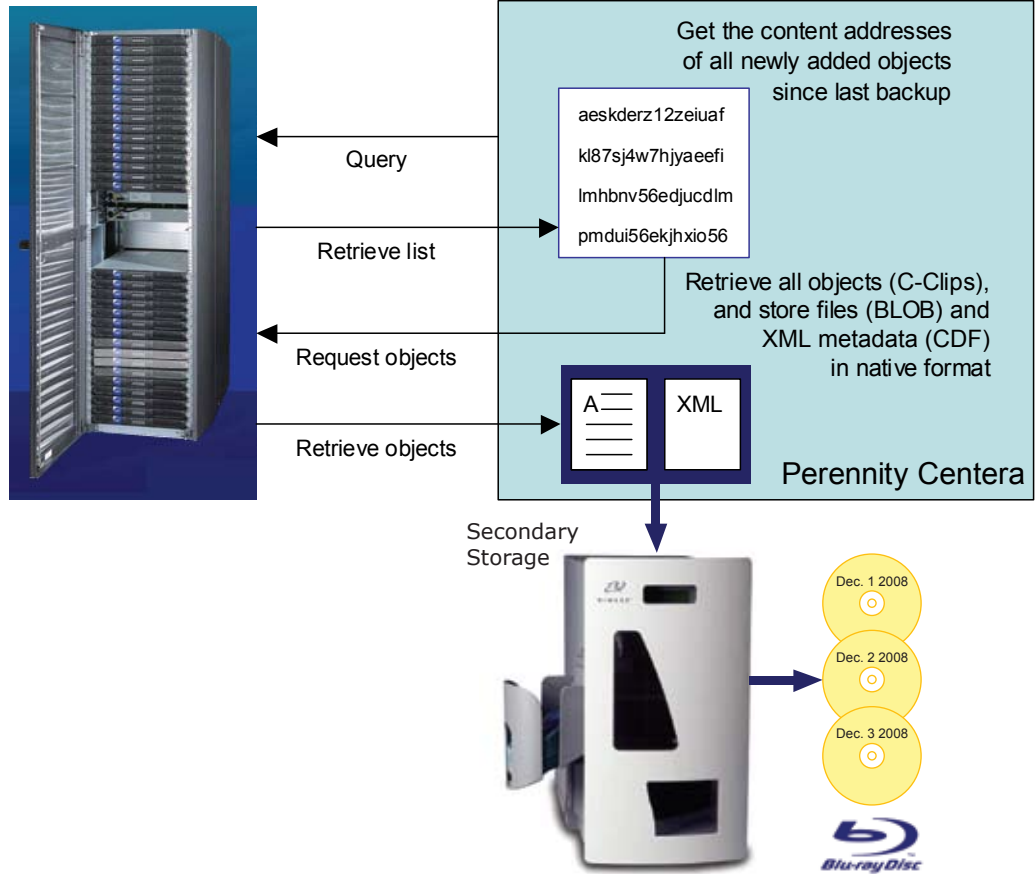 Get the content addresses
of all newly added objects
since last backup
aeskderz12zeiuaf
kl87sj4w7hjyaeefi
lmhbnv56edjucdlm
pmdui56ekjhxio56
Query
Retrieve list
Request objects
Retrieve objects
Retrieve all objects (C-Clips),
and store files (BLOB) and
XML metadata (CDF)
in native format
A
XML
Perennity Centera
Secondary
Storage
RIMAGE
Dec. 1 2008
Dec. 2 2008
Dec. 3 2008
Blu-ray Disc